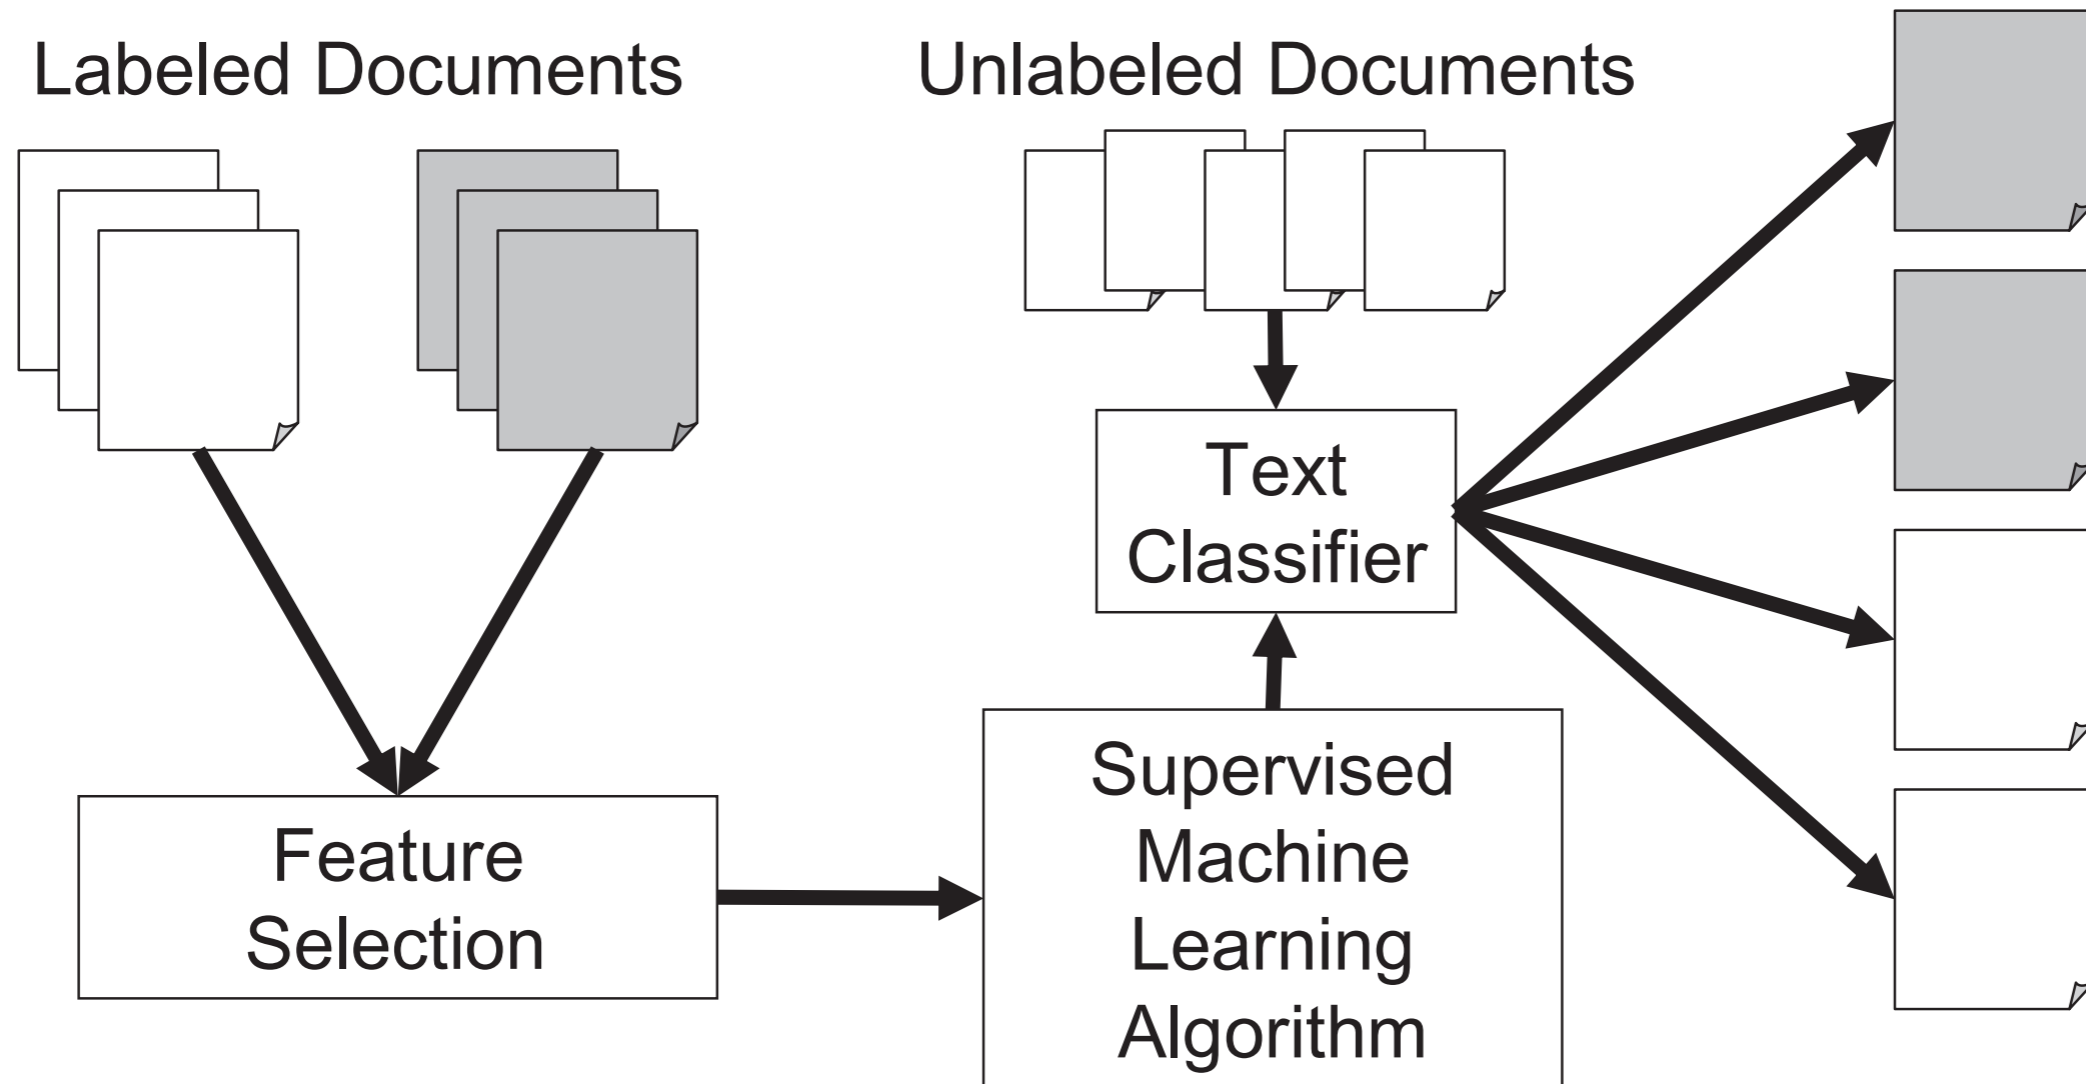 Labeled Documents
Unlabeled Documents
Text
Classifier
Feature
Selection
Supervised
Machine
Learning
Algorithm